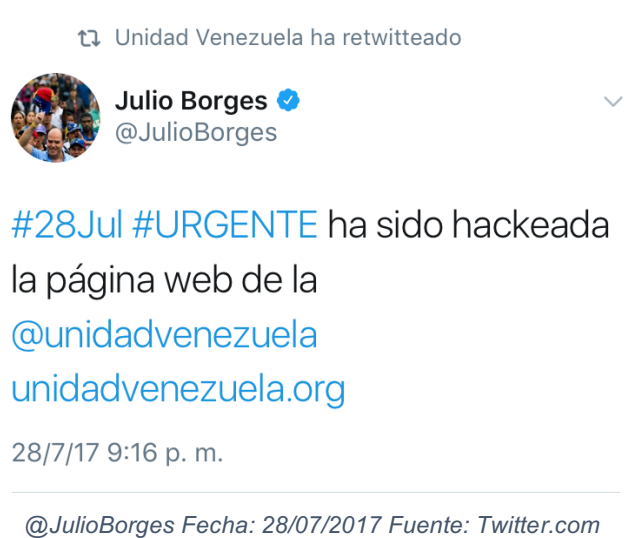 Unidad Venezuela ha retwitteado
Julio Borges
@JulioBorges
#28Jul #URGENTE ha sido hackeada
la página web de la
@unidadvenezuela
unidadvenezuela.org
28/7/17 9:16 p. m.
@JulioBorges Fecha: 28/07/2017 Fuente: Twitter.com